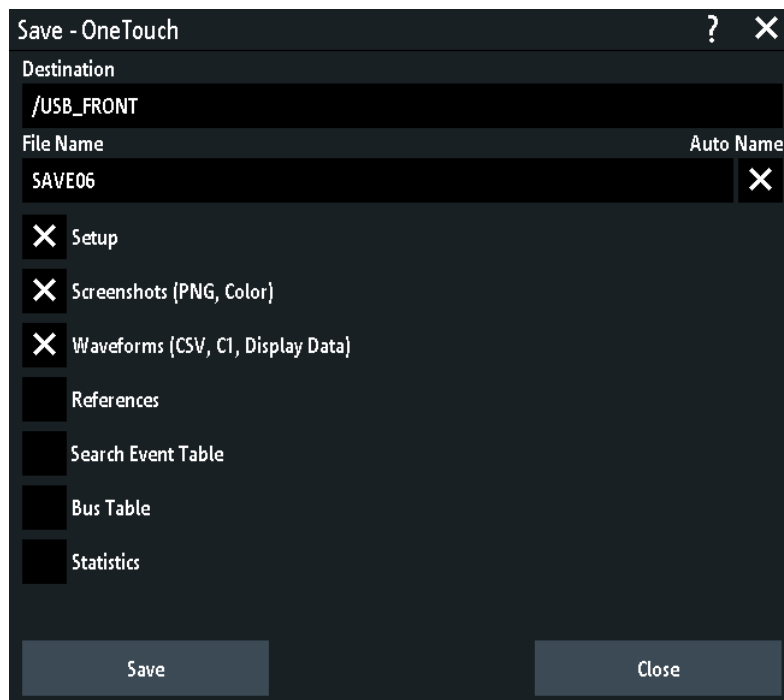 Save - OneTouch ?
Destination
/USB_FRONT
File Name Auto Name
SAVE06
Setup
Screenshots (PNG, Color)
Waveforms (CSV, C1, Display Data)
References
Search Event Table
Bus Table
Statistics
Save Close